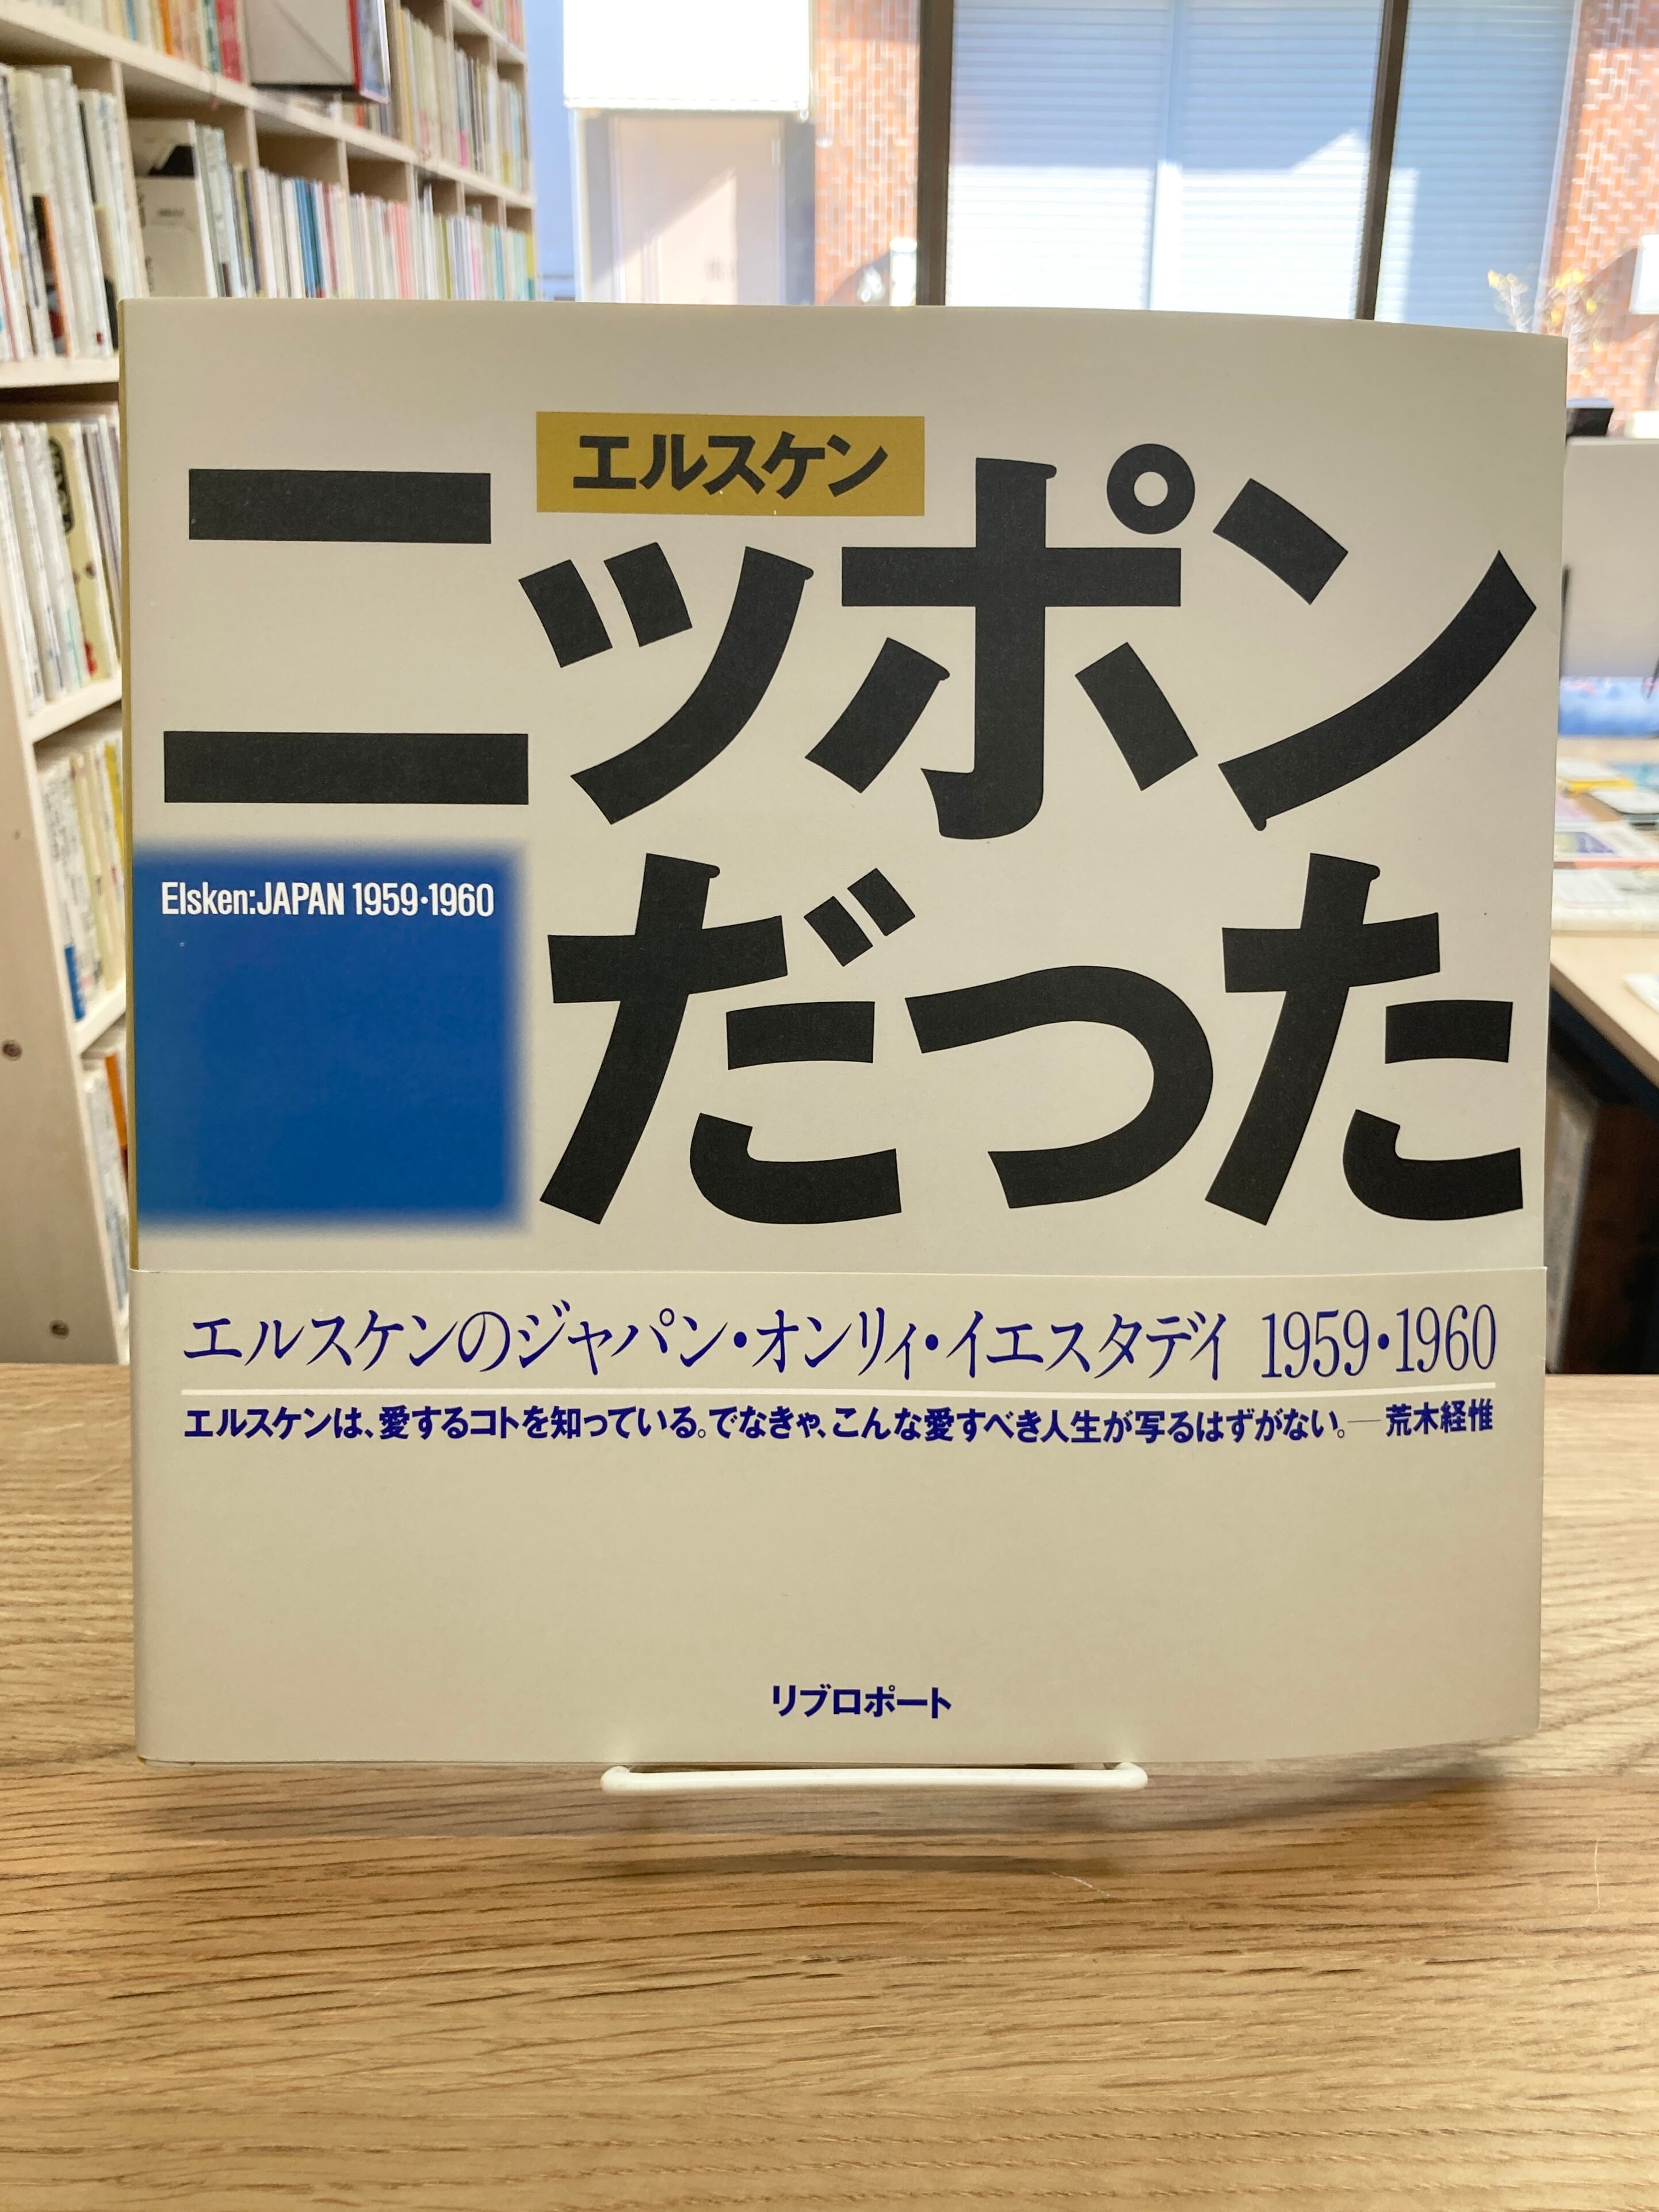 エルスケン
ニッポン
だった
Elsken:JAPAN 1959・1960
エルスケンのジャパン・オンリィ・イエスタデイ 1959・1960
エルスケンは、愛するコトを知っている。でなきゃ、こんな愛すべき人生が写るはずがない。―荒木経惟
リブロポート